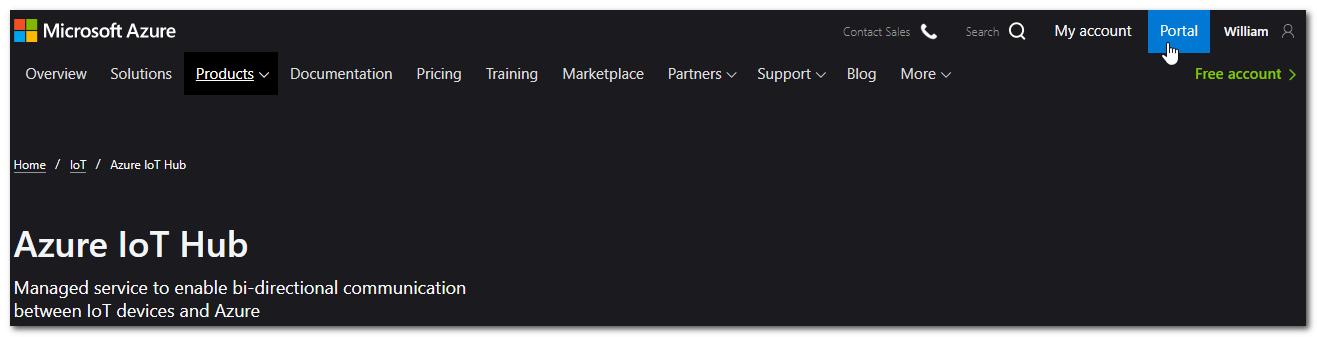 Microsoft Azure Contact Sales Search My account Portal William
Overview Solutions Products Documentation Pricing Training Marketplace Partners Support Blog More Free account
Home / IoT / Azure IoT Hub
Azure IoT Hub
Managed service to enable bi-directional communication
between IoT devices and Azure